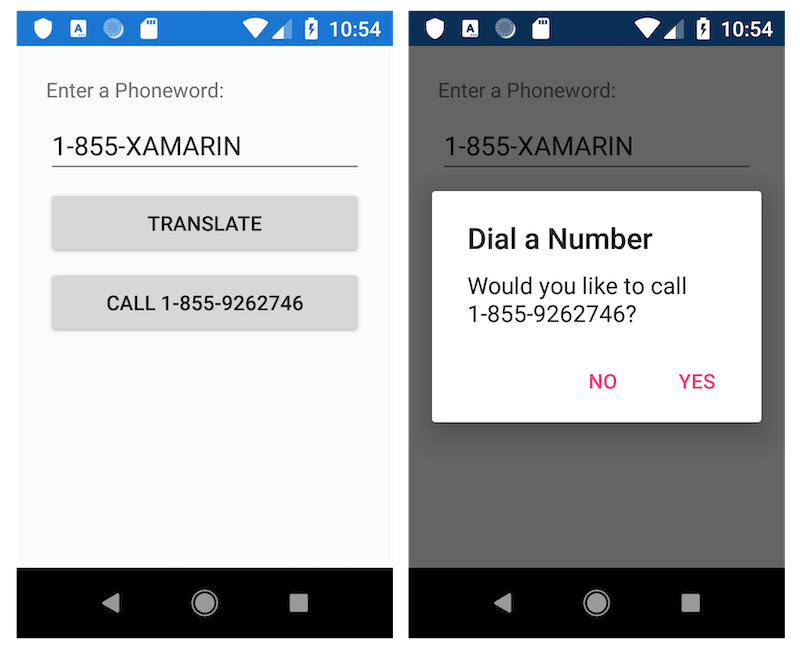 10:54
Enter a Phoneword:
1-855-XAMARIN
TRANSLATE
CALL 1-855-9262746
10:54
Enter a Phoneword:
1-855-XAMARIN
Dial a Number
Would you like to call
1-855-9262746?
NO YES